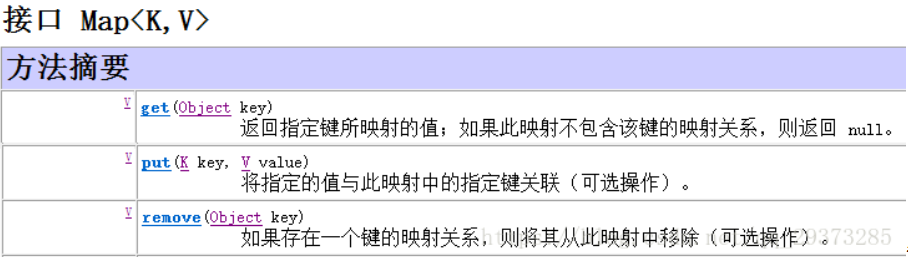 接口 Map<K,V>
方法摘要
V get(Object key)
返回指定键所映射的值；如果此映射不包含该键的映射关系，则返回 null。
V put(K key, V value)
将指定的值与此映射中的指定键关联（可选操作）。
V remove(Object key)
如果存在一个键的映射关系，则将其从此映射中移除（可选操作）。